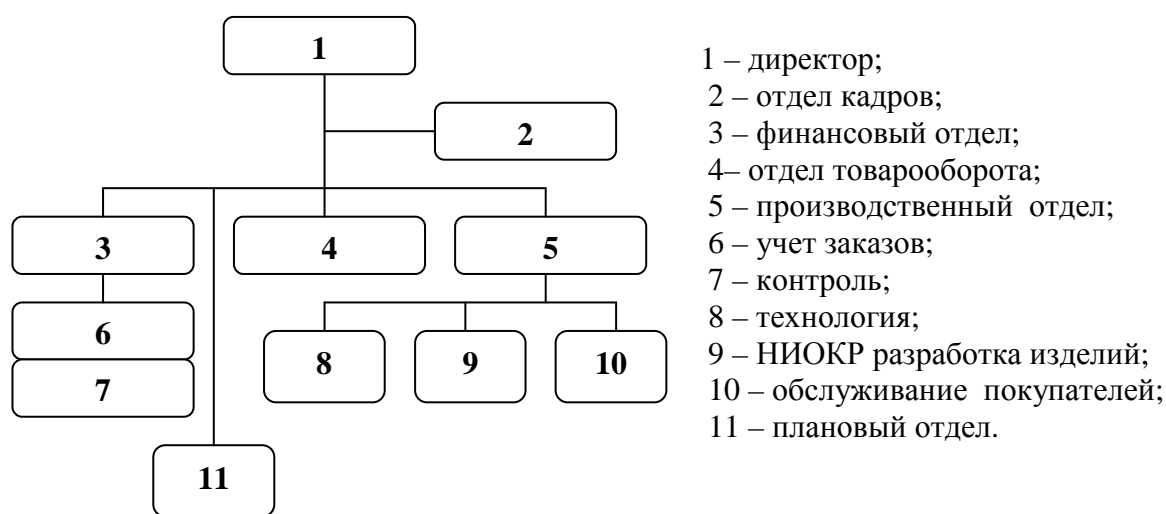 1
2
3
4
5
6
7
8
9
10
11
1 – директор;
2 – отдел кадров;
3 – финансовый отдел;
4– отдел товарооборота;
5 – производственный отдел;
6 – учет заказов;
7 – контроль;
8 – технология;
9 – НИОКР разработка изделий;
10 – обслуживание покупателей;
11 – плановый отдел.